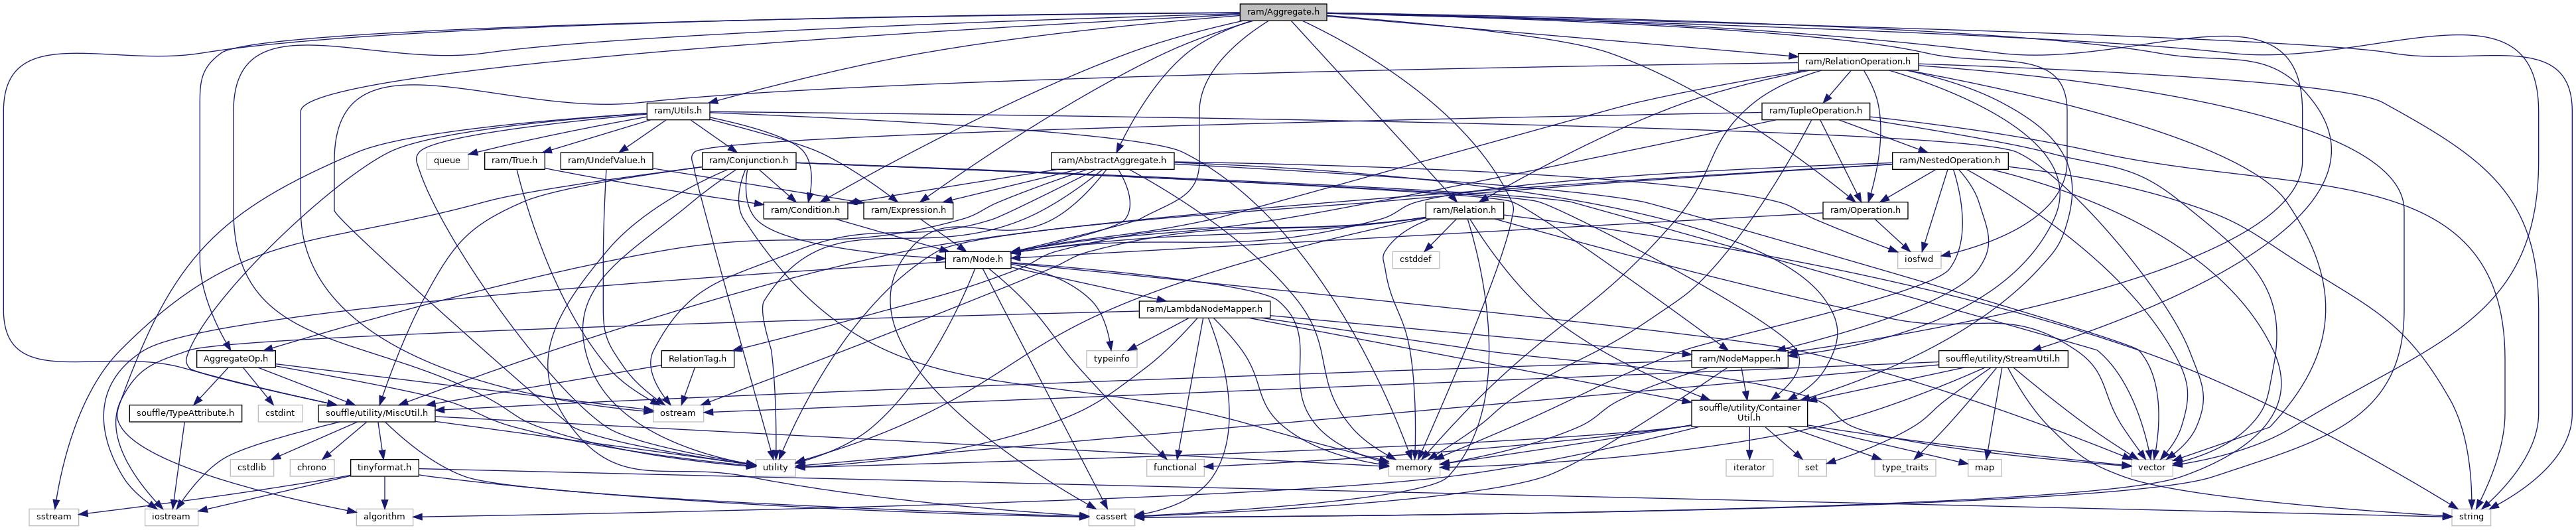 ram/Aggregate.h
ram/RelationOperation.h
ram/Utils.h
ram/TupleOperation.h
queue
ram/True.h
ram/UndefValue.h
ram/Conjunction.h
ram/AbstractAggregate.h
ram/NestedOperation.h
ram/Condition.h
ram/Expression.h
ram/Relation.h
ram/Operation.h
ram/Node.h
cstddef
iosfwd
ram/LambdaNodeMapper.h
AggregateOp.h
RelationTag.h
typeinfo
ram/NodeMapper.h
souffle/utility/StreamUtil.h
souffle/TypeAttribute.h
cstdint
souffle/utility/MiscUtil.h
ostream
souffle/utility/Container
Util.h
cstdlib
chrono
tinyformat.h
utility
functional
memory
iterator
set
type_traits
map
vector
sstream
iostream
algorithm
cassert
string